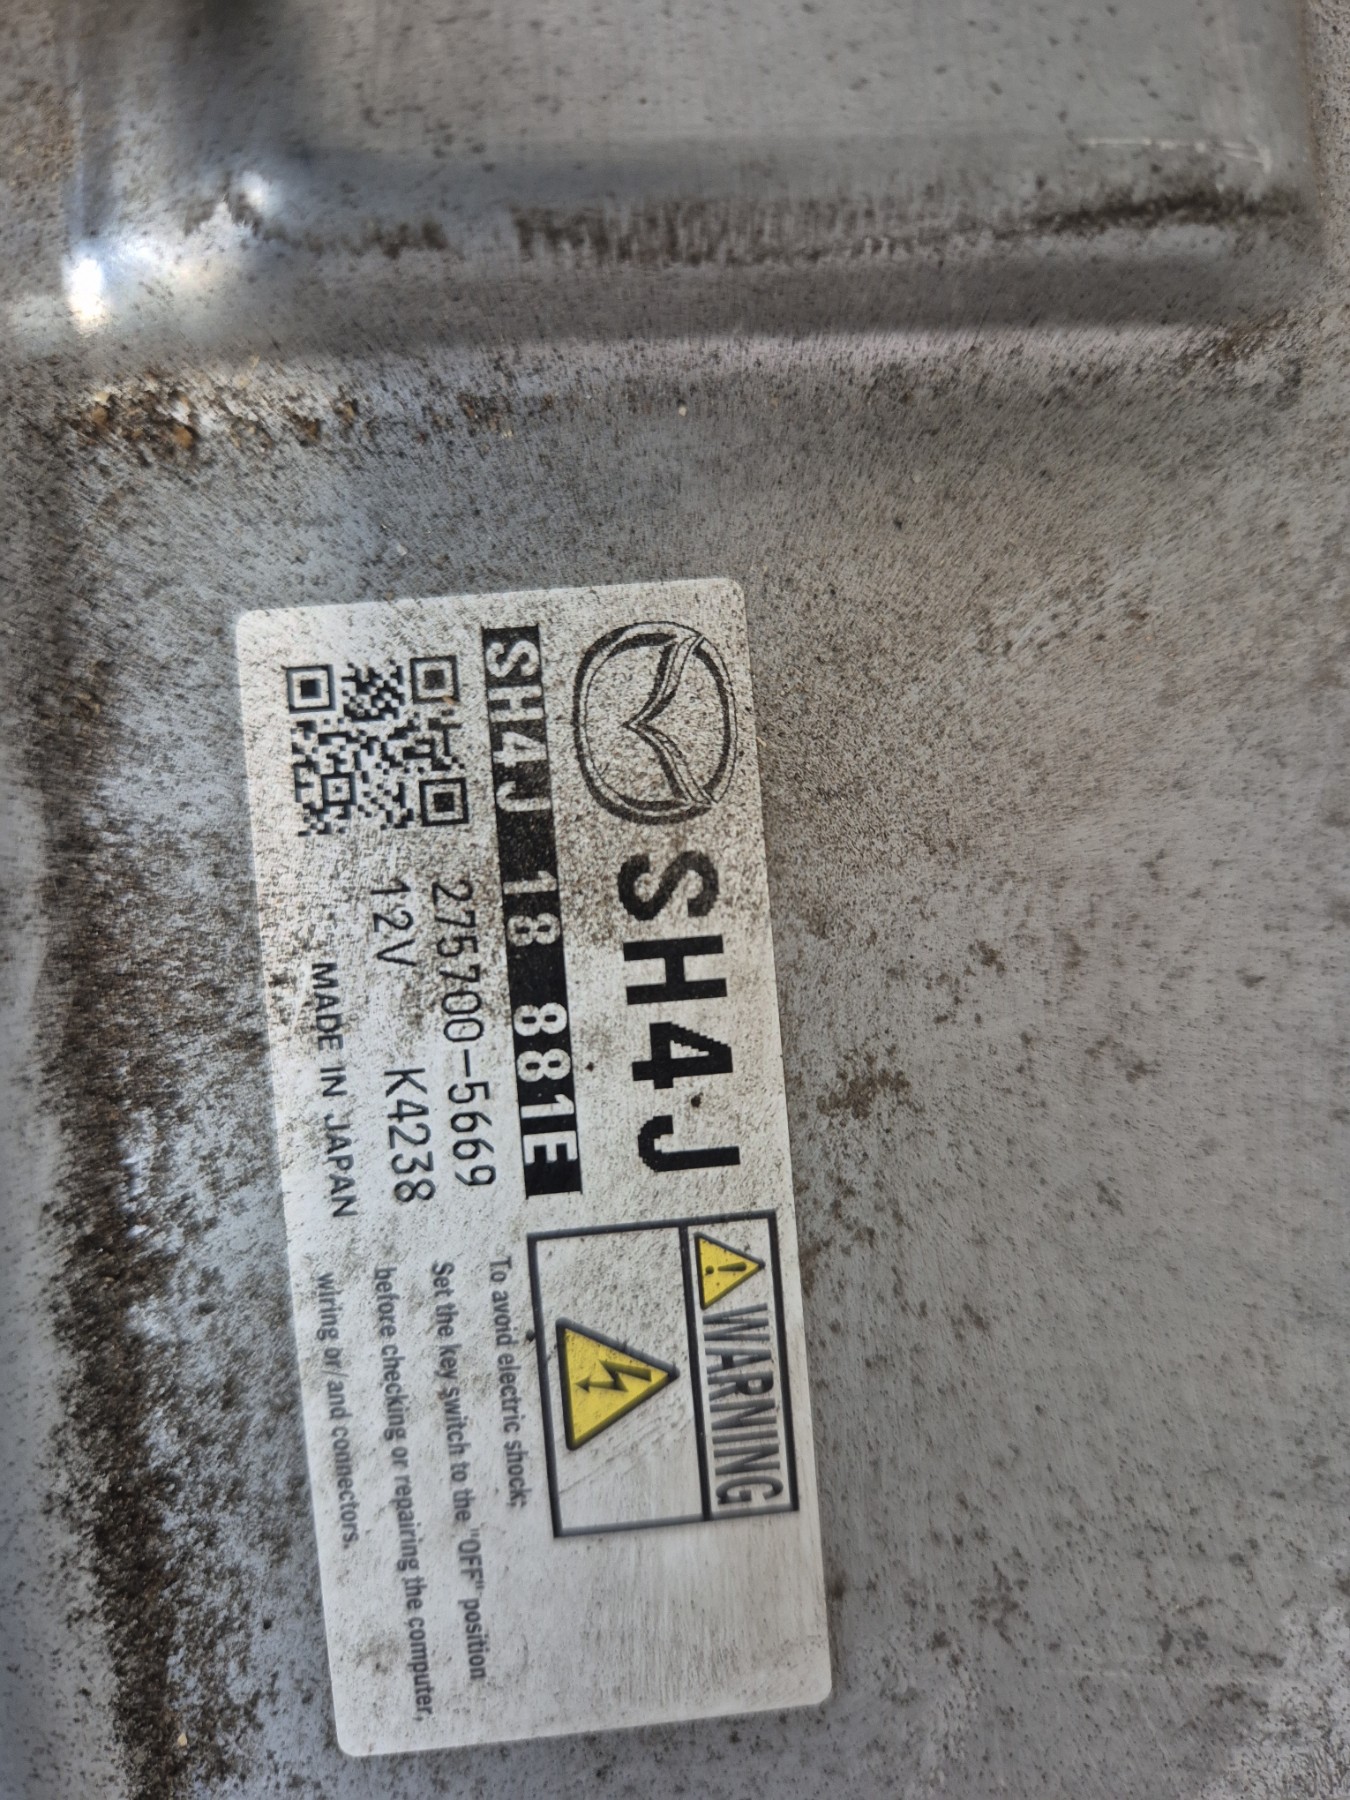 SH4J
SH4J 18 881E
275700-5669
12V K4238
MADE IN JAPAN
WARNING
To avoid electric shock;
Set the key switch to the "OFF" position
before checking or repairing the computer,
wiring or/and connectors.